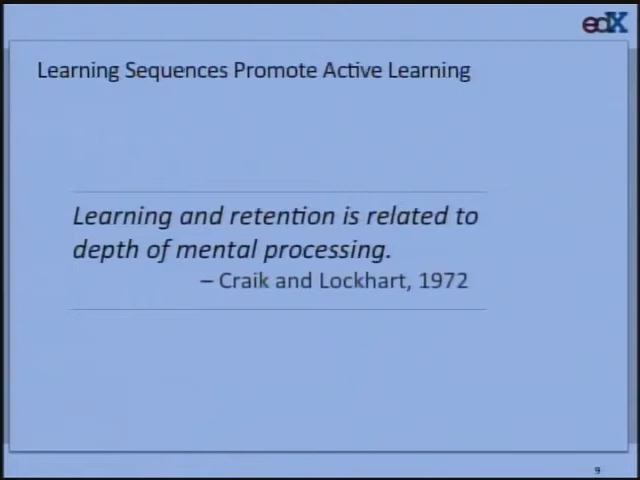 edX
Learning Sequences Promote Active Learning
Learning and retention is related to
depth of mental processing.
– Craik and Lockhart, 1972
9